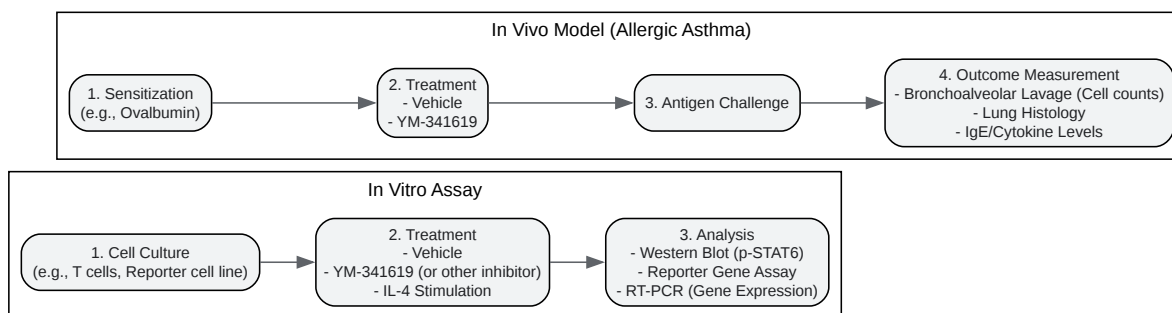 In Vivo Model (Allergic Asthma)
1. Sensitization
(e.g., Ovalbumin)
2. Treatment
- Vehicle
- YM-341619
3. Antigen Challenge
4. Outcome Measurement
- Bronchoalveolar Lavage (Cell counts)
- Lung Histology
- IgE/Cytokine Levels
In Vitro Assay
1. Cell Culture
(e.g., T cells, Reporter cell line)
2. Treatment
- Vehicle
- YM-341619 (or other inhibitor)
- IL-4 Stimulation
3. Analysis
- Western Blot (p-STAT6)
- Reporter Gene Assay
- RT-PCR (Gene Expression)